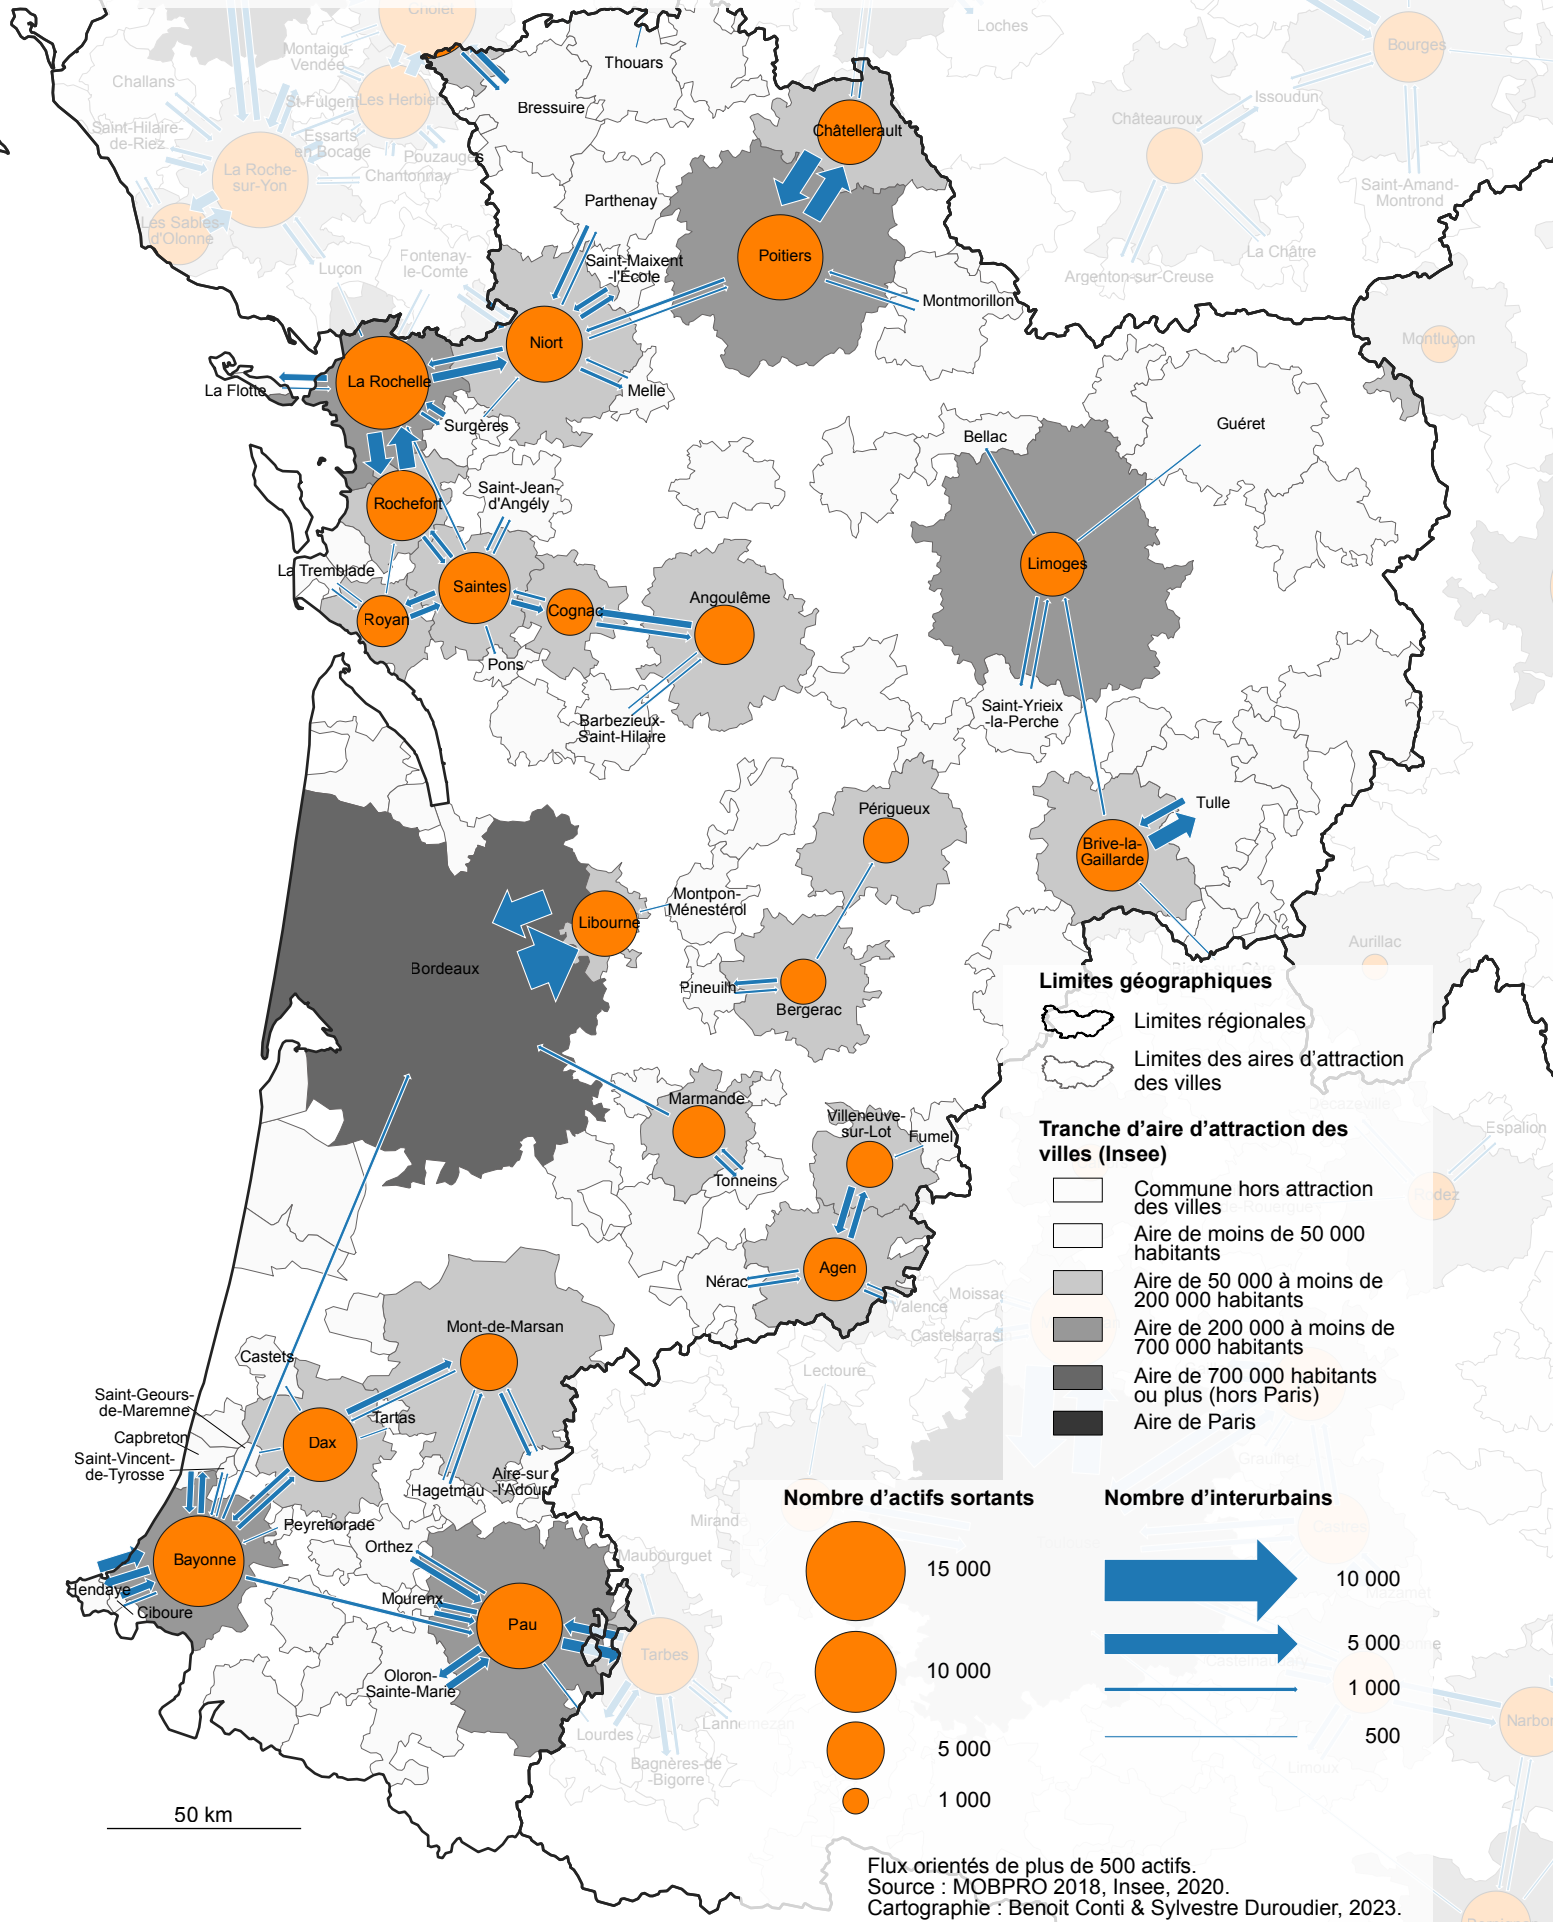 Cholet
Loches
Bourges
Montaigu-
Vendée
Thouars
Challans
St-Fulgent
Les Herbiers
Bressuire
Issoudun
Châteauroux
Saint-Hilaire-
de-Riez
Essarts
en Bocage
Pouzauges
Chantonnay
Châtellerault
La Roche-
sur-Yon
Saint-Amand-
Montrond
Parthenay
Les Sables-
d'Olonne
Fontenay-
le-Comte
Luçon
Saint-Maixent
-l'École
Poitiers
La Châtre
Argenton-sur-Creuse
Montmorillon
Niort
Montluçon
La Rochelle
La Flotte
Melle
Surgères
Bellac
Guéret
Saint-Jean-
d'Angély
Rochefort
La Tremblade
Saintes
Limoges
Royan
Cognac
Angoulême
Pons
Barbezieux-
Saint-Hilaire
Saint-Yrieix
-la-Perche
Périgueux
Tulle
Brive-la-
Gaillarde
Montpon-
Ménestérol
Libourne
Bordeaux
Aurillac
Pineuilh
Bergerac
Marmande
Villeneuve-
sur-Lot
Fumel
Tonneins
Agen
Nérac
Valence
Moissac
Castelsarrasin
Lectoure
Decazeville
Espalion
Rodez
Mont-de-Marsan
Castets
Saint-Geours-
de-Maremne
Capbreton
Saint-Vincent-
de-Tyrosse
Tartas
Dax
Hagetmau
Aire-sur
-l'Adour
Peyrehorade
Bayonne
Orthez
Hendaye
Ciboure
Mourenx
Pau
Oloron-
Sainte-Marie
Mirande
Maubourguet
Tarbes
Lourdes
Lannemezan
Bagnères-de
-Bigorre
Graulhet
Castres
Limoux
Limites géographiques
Limites régionales
Limites des aires d'attraction
des villes
Tranche d'aire d'attraction des
villes (Insee)
Commune hors attraction
des villes
Aire de moins de 50 000
habitants
Aire de 50 000 à moins de
200 000 habitants
Aire de 200 000 à moins de
700 000 habitants
Aire de 700 000 habitants
ou plus (hors Paris)
Aire de Paris
Nombre d'actifs sortants
15 000
10 000
5 000
1 000
Nombre d'interurbains
10 000
5 000
1 000
500
50 km
Flux orientés de plus de 500 actifs.
Source : MOBPRO 2018, Insee, 2020.
Cartographie : Benoit Conti & Sylvestre Duroudier, 2023.